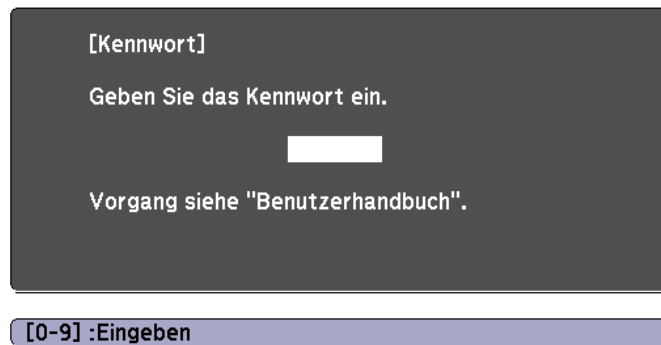 [Kennwort]
Geben Sie das Kennwort ein.
Vorgang siehe "Benutzerhandbuch".
[0-9] :Eingeben